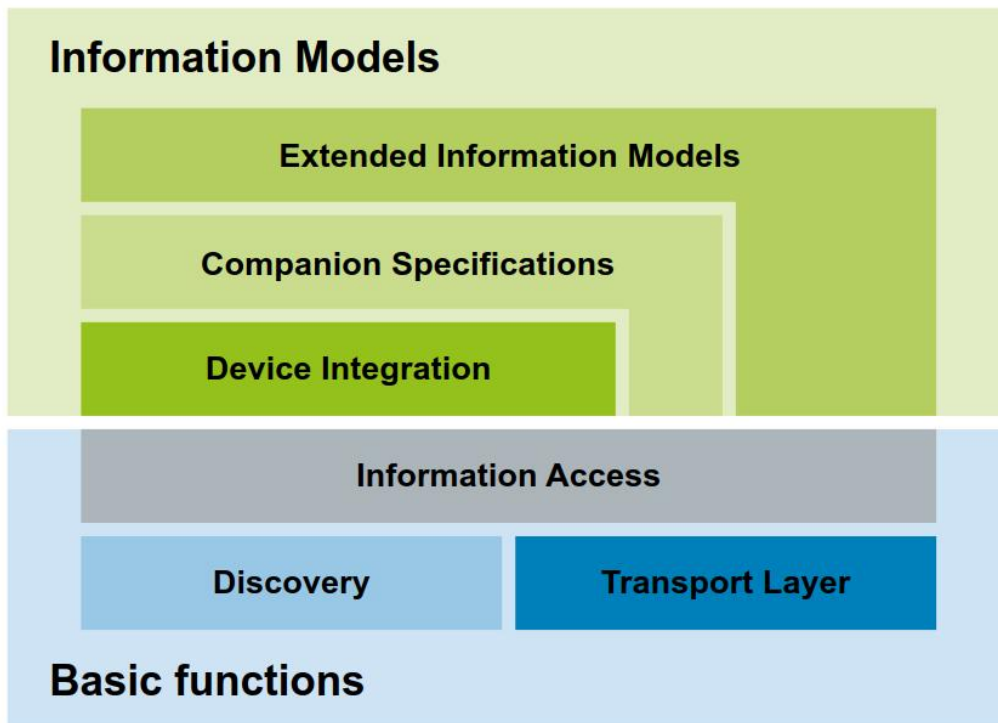 Information Models
Extended Information Models
Companion Specifications
Device Integration
Information Access
Discovery
Transport Layer
Basic functions